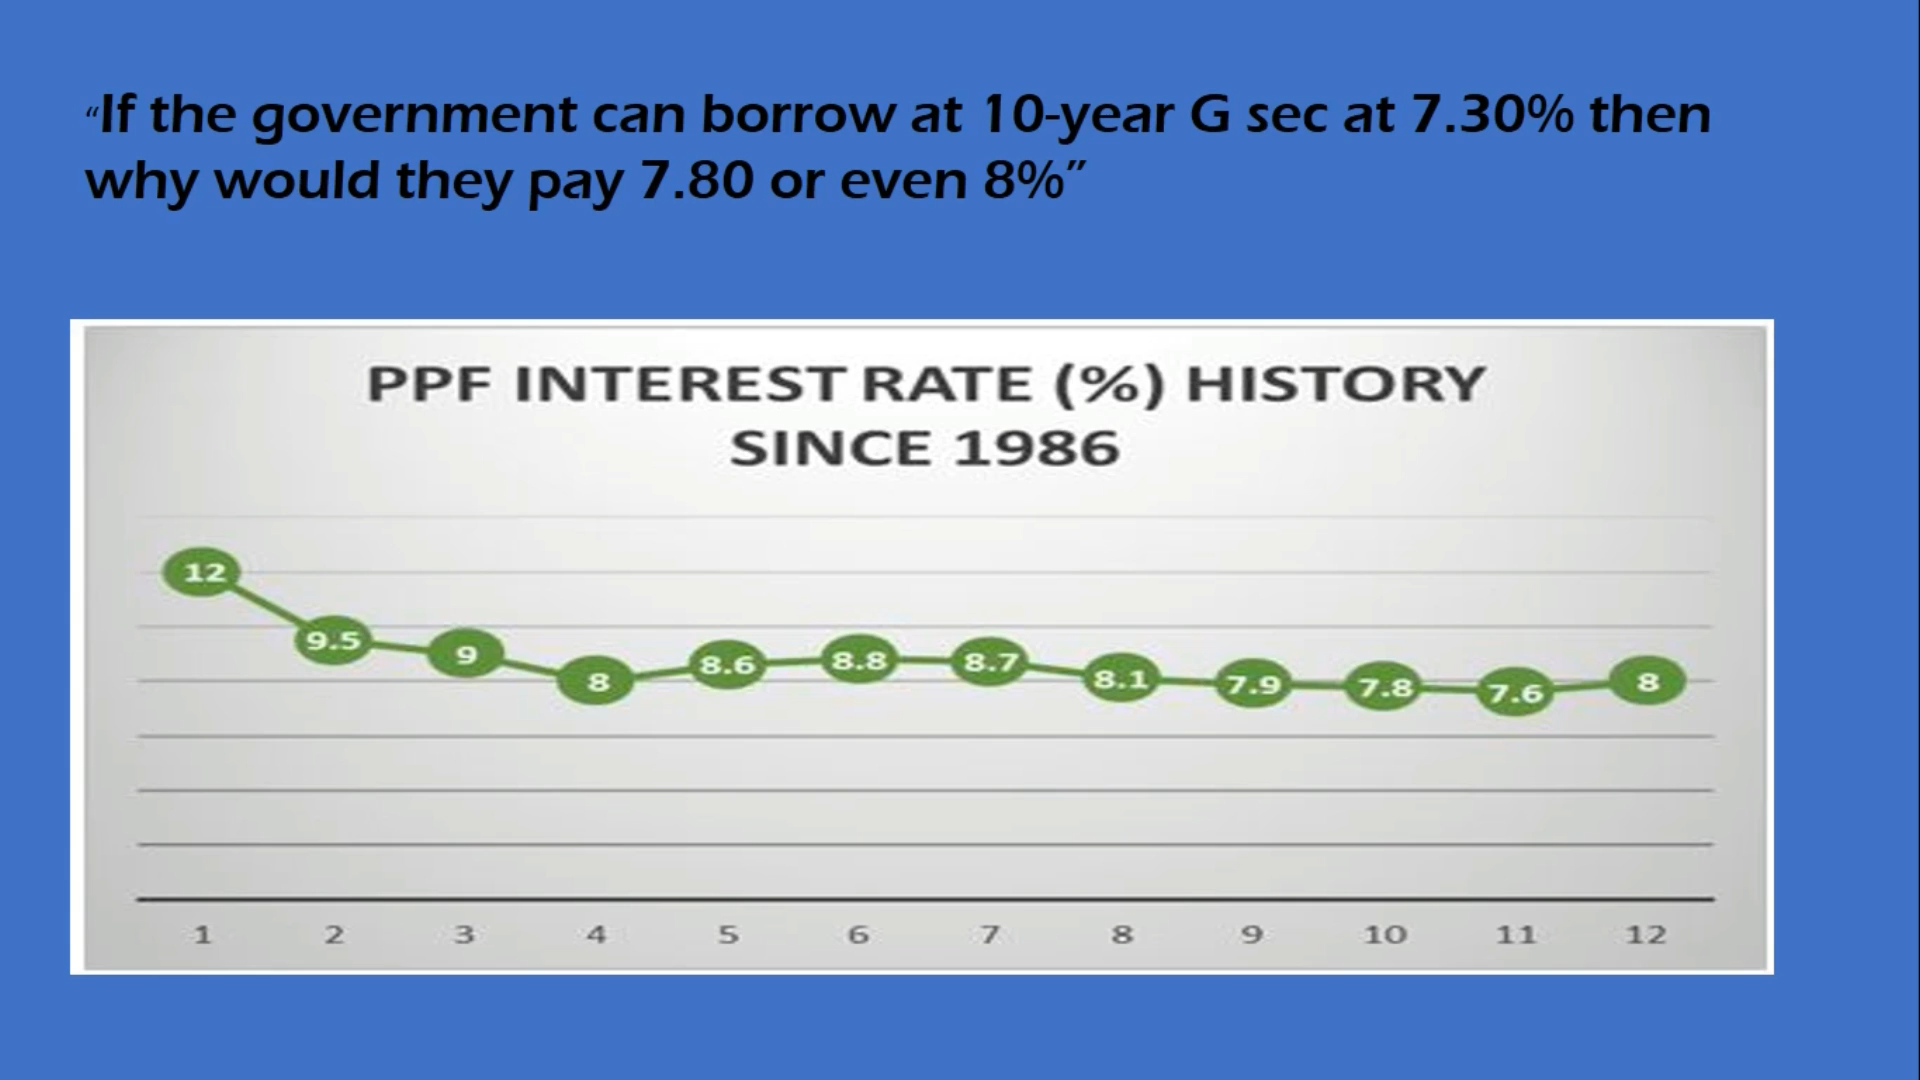 “If the government can borrow at 10-year G sec at 7.30% then
why would they pay 7.80 or even 8%”
PPF INTEREST RATE (%) HISTORY
SINCE 1986
12
9.5
9
8
8.6
8.8
8.7
8.1
7.9
7.8
7.6
8
1 2 3 4 5 6 7 8 9 10 11 12